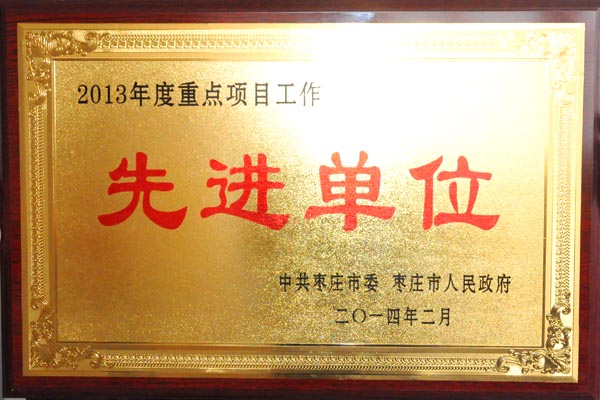 2013年度重点项目工作
先进单位
中共枣庄市委 枣庄市人民政府
二〇一四年二月